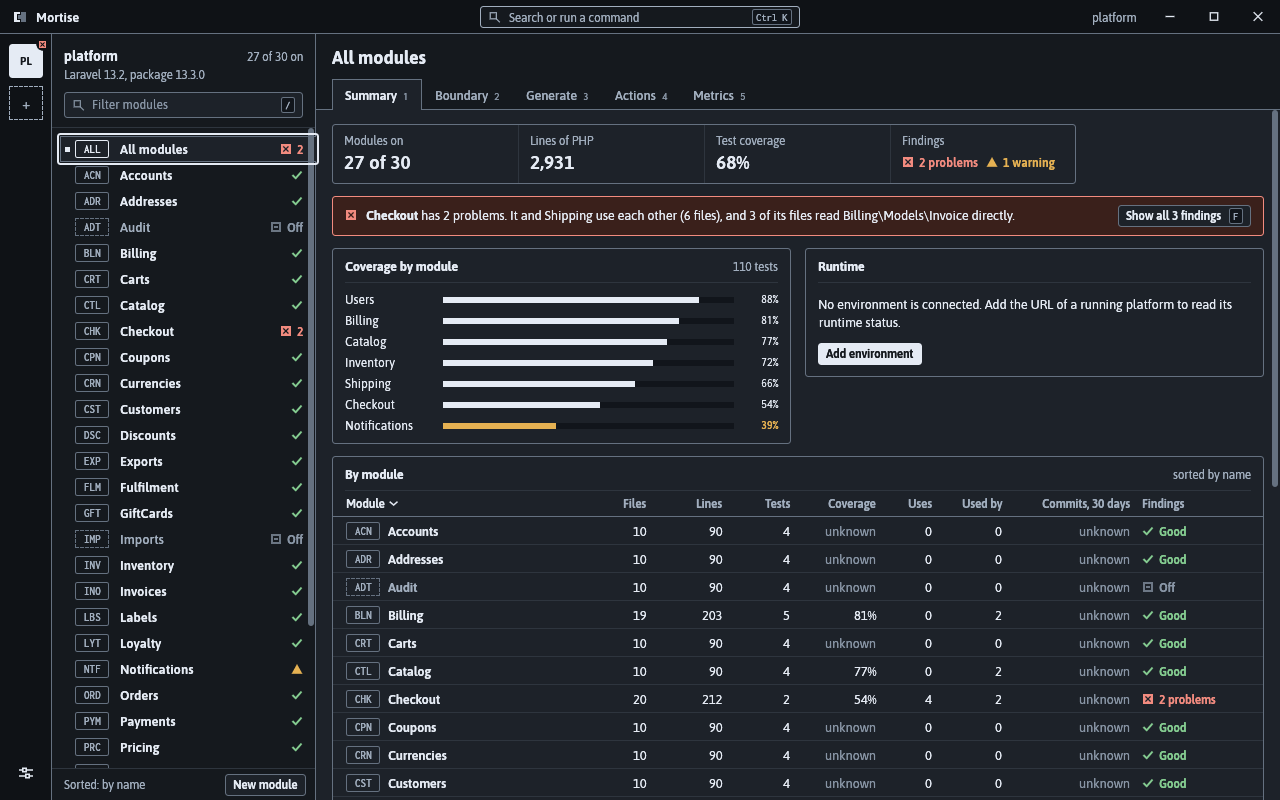 Mortise
Search or run a command
Ctrl K
platform
PL
+
platform
27 of 30 on
Laravel 13.2, package 13.3.0
Filter modules
/
ALL All modules 2
ACN Accounts
ADR Addresses
ADT Audit Off
BLN Billing
CRT Carts
CTL Catalog
CHK Checkout 2
CPN Coupons
CRN Currencies
CST Customers
DSC Discounts
EXP Exports
FLM Fulfilment
GFT GiftCards
IMP Imports Off
INV Inventory
INO Invoices
LBS Labels
LYT Loyalty
NTF Notifications
ORD Orders
PYM Payments
PRC Pricing
Sorted: by name
New module
All modules
Summary 1
Boundary 2
Generate 3
Actions 4
Metrics 5
Modules on
27 of 30
Lines of PHP
2,931
Test coverage
68%
Findings
2 problems 1 warning
Checkout has 2 problems. It and Shipping use each other (6 files), and 3 of its files read Billing\Models\Invoice directly.
Show all 3 findings F
Coverage by module 110 tests
Users 88%
Billing 81%
Catalog 77%
Inventory 72%
Shipping 66%
Checkout 54%
Notifications 39%
Runtime
No environment is connected. Add the URL of a running platform to read its
runtime status.
Add environment
By module sorted by name
Module Files Lines Tests Coverage Uses Used by Commits, 30 days Findings
ACN Accounts 10 90 4 unknown 0 0 unknown Good
ADR Addresses 10 90 4 unknown 0 0 unknown Good
ADT Audit 10 90 4 unknown 0 0 unknown Off
BLN Billing 19 203 5 81% 0 2 unknown Good
CRT Carts 10 90 4 unknown 0 0 unknown Good
CTL Catalog 10 90 4 77% 0 2 unknown Good
CHK Checkout 20 212 2 54% 4 2 unknown 2 problems
CPN Coupons 10 90 4 unknown 0 0 unknown Good
CRN Currencies 10 90 4 unknown 0 0 unknown Good
CST Customers 10 90 4 unknown 0 0 unknown Good